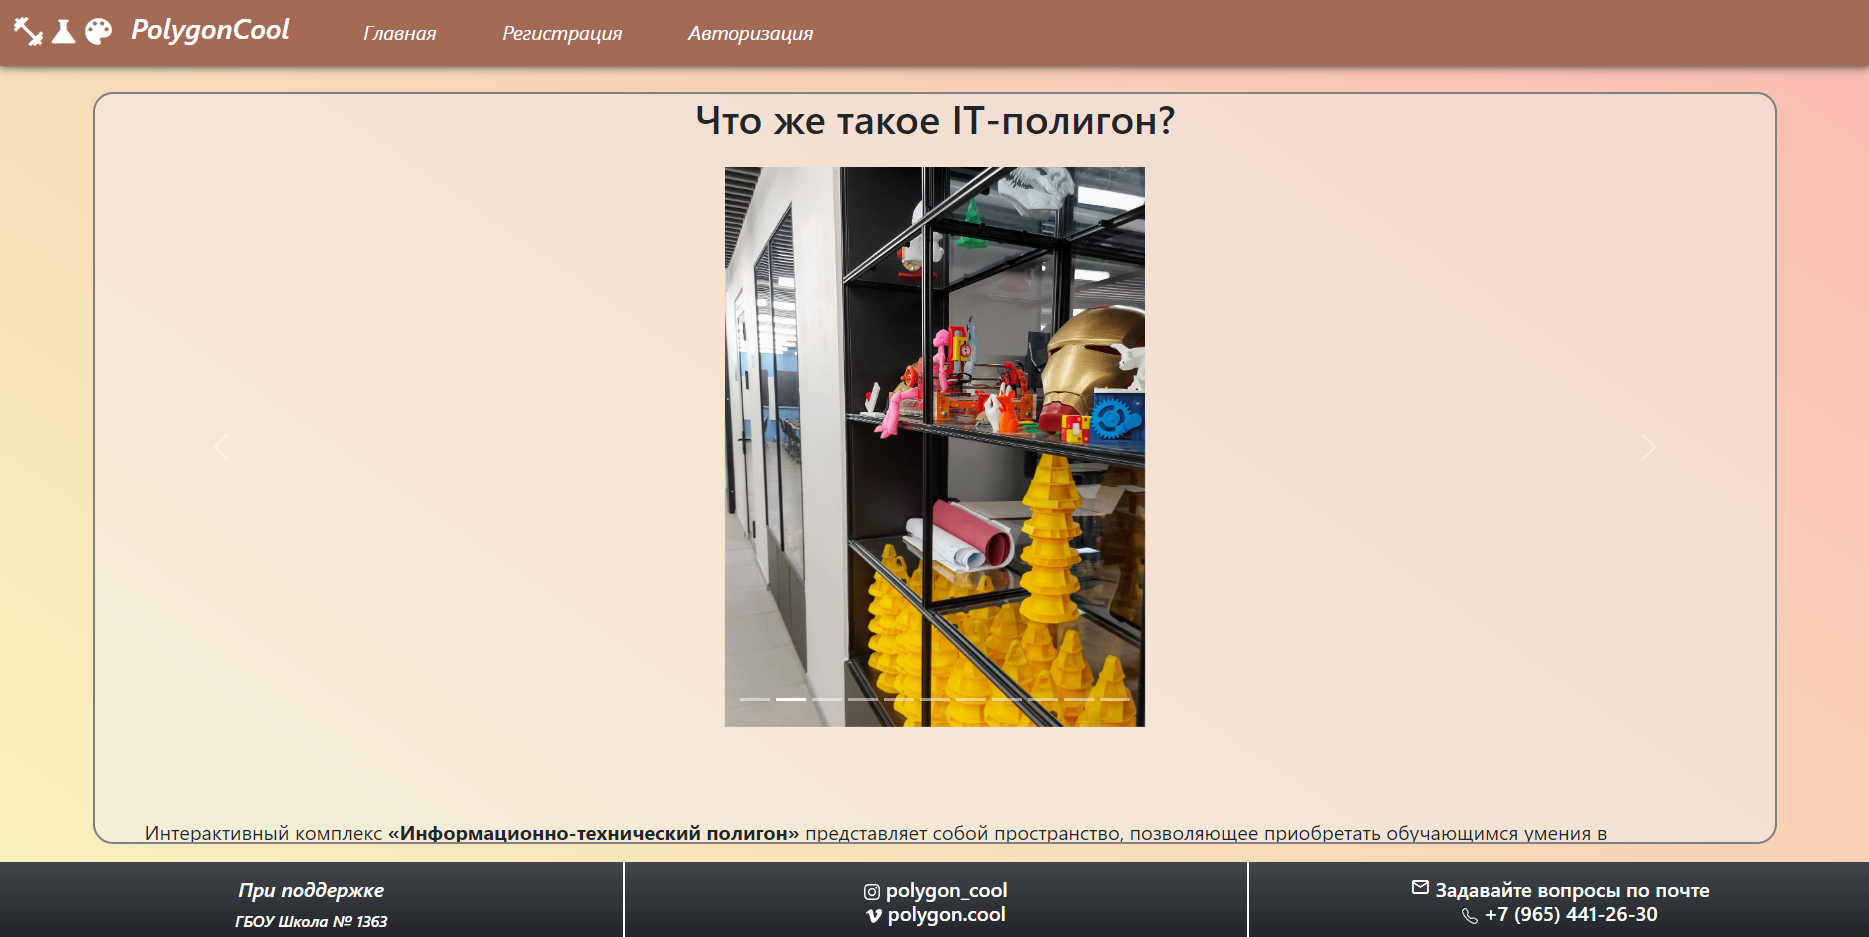 PolygonCool
Главная
Регистрация
Авторизация
Что же такое IT-полигон?
Интерактивный комплекс «Информационно-технический полигон» представляет собой пространство, позволяющее приобретать обучающимся умения в
При поддержке
ГБОУ Школа № 1363
polygon_cool
polygon.cool
Задавайте вопросы по почте
+7 (965) 441-26-30